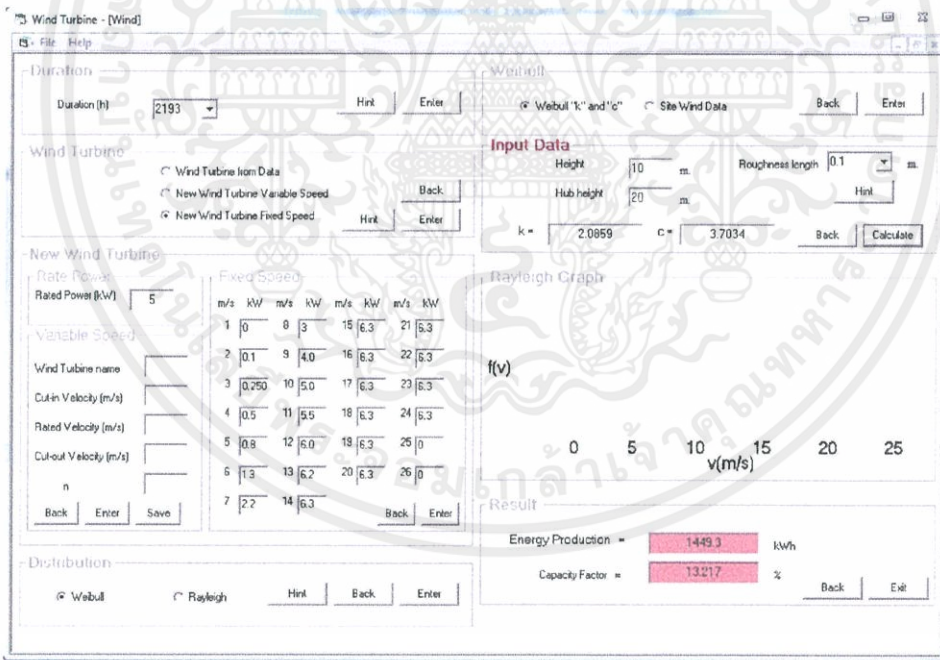 Wind Turbine - [Wind]
File Help
Duration
Duration (h) 2193 Hint Enter
Wind Turbine
Wind Turbine from Data
New Wind Turbine Variable Speed Back
New Wind Turbine Fixed Speed Hint Enter
New Wind Turbine
Rate Power
Rated Power (kW) 5
Variable Speed
Wind Turbine name
Cut-in Velocity (m/s)
Rated Velocity (m/s)
Cut-out Velocity (m/s)
n
Back Enter Save
Fixed Speed
m/s kW m/s kW m/s kW m/s kW
1 0 8 3 15 6.3 21 6.3
2 0.1 9 4.0 16 6.3 22 6.3
3 0.250 10 5.0 17 6.3 23 6.3
4 0.5 11 5.5 18 6.3 24 6.3
5 0.8 12 6.0 19 6.3 25 0
6 1.3 13 6.2 20 6.3 26 0
7 2.2 14 6.3 Back Enter
Distribution
Weibull Rayleigh Hint Back Enter
Weibull
Weibull "k" and "c" Site Wind Data Back Enter
Input Data
Height 10 m. Roughness length 0.1 m.
Hub height 20 m. Hint
k = 2.0859 c = 3.7034 Back Calculate
Rayleigh Graph
f(v)
0 5 10 15 20 25
v(m/s)
Result
Energy Production = 1449.3 kWh
Capacity Factor = 13.217 %
Back Exit